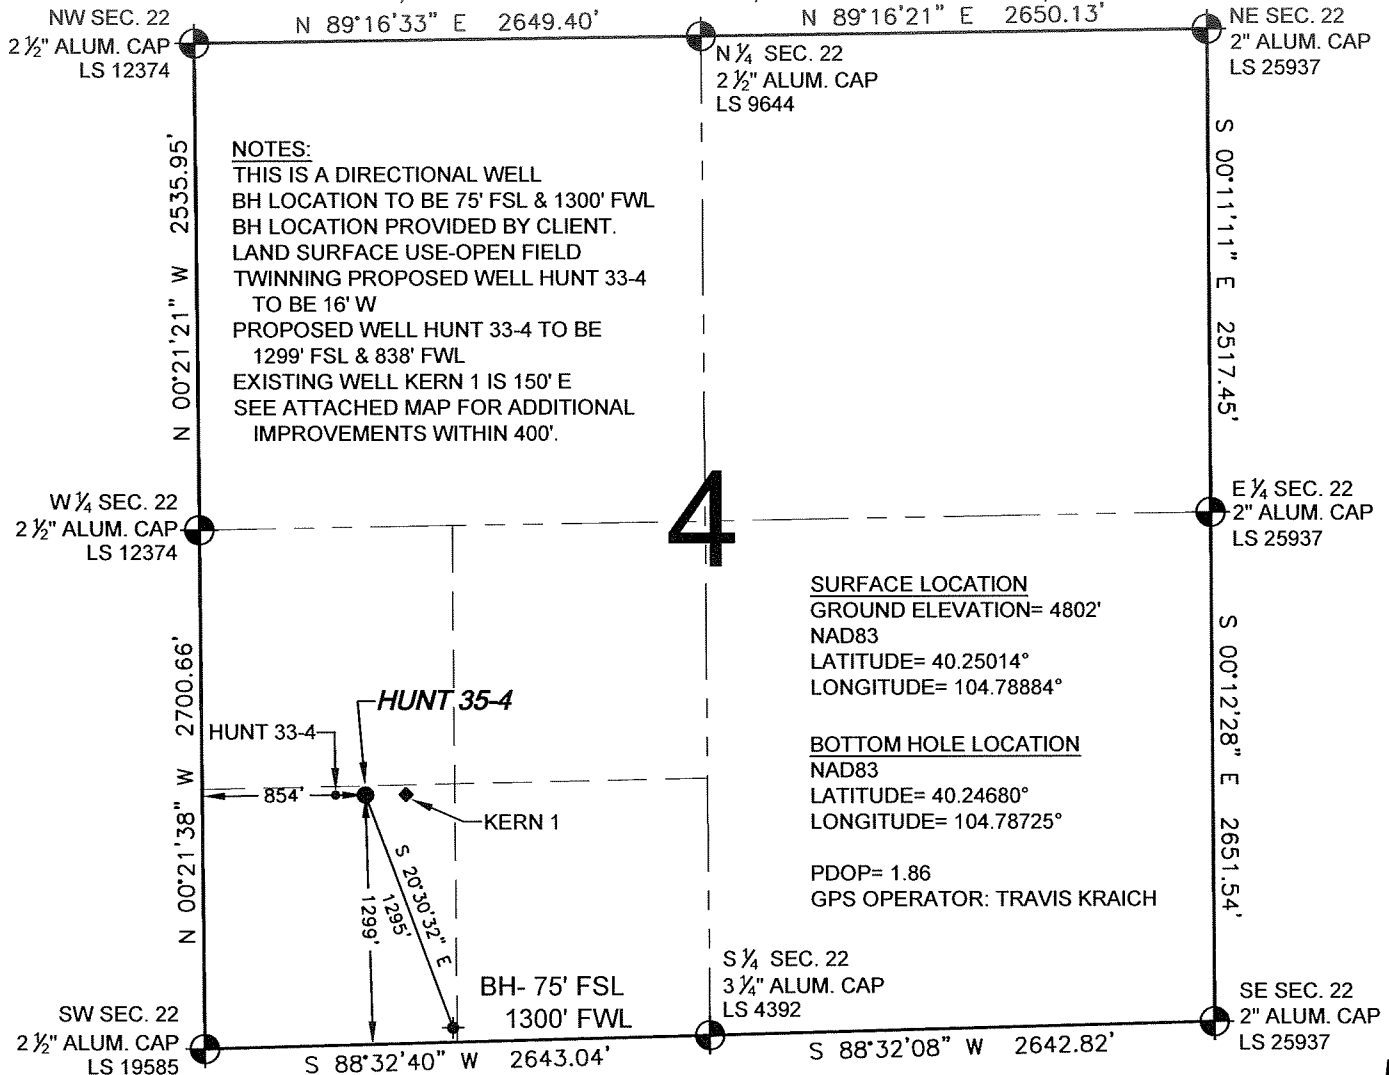 N 89°16'33" E 2649.40'
N 89°16'21" E 2650.13'
NW SEC. 22
2 ½" ALUM. CAP
LS 12374
N ¼ SEC. 22
2 ½" ALUM. CAP
LS 9644
NE SEC. 22
2" ALUM. CAP
LS 25937
N 00°21'21" W 2535.95'
S 00°11'11" E 2517.45'
NOTES:
THIS IS A DIRECTIONAL WELL
BH LOCATION TO BE 75' FSL & 1300' FWL
BH LOCATION PROVIDED BY CLIENT.
LAND SURFACE USE-OPEN FIELD
TWINNING PROPOSED WELL HUNT 33-4
TO BE 16' W
PROPOSED WELL HUNT 33-4 TO BE
1299' FSL & 838' FWL
EXISTING WELL KERN 1 IS 150' E
SEE ATTACHED MAP FOR ADDITIONAL
IMPROVEMENTS WITHIN 400'.
W ¼ SEC. 22
2 ½" ALUM. CAP
LS 12374
4
E ¼ SEC. 22
2" ALUM. CAP
LS 25937
SURFACE LOCATION
GROUND ELEVATION= 4802'
NAD83
LATITUDE= 40.25014°
LONGITUDE= 104.78884°
BOTTOM HOLE LOCATION
NAD83
LATITUDE= 40.24680°
LONGITUDE= 104.78725°
PDOP= 1.86
GPS OPERATOR: TRAVIS KRAICH
N 00°21'38" W 2700.66'
S 00°12'28" E 2651.54'
HUNT 35-4
HUNT 33-4
854'
KERN 1
S 20°30'32" E
1295'
1299'
BH- 75' FSL
1300' FWL
SW SEC. 22
2 ½" ALUM. CAP
LS 19585
S ¼ SEC. 22
3 ¼" ALUM. CAP
LS 4392
SE SEC. 22
2" ALUM. CAP
LS 25937
S 88°32'40" W 2643.04'
S 88°32'08" W 2642.82'